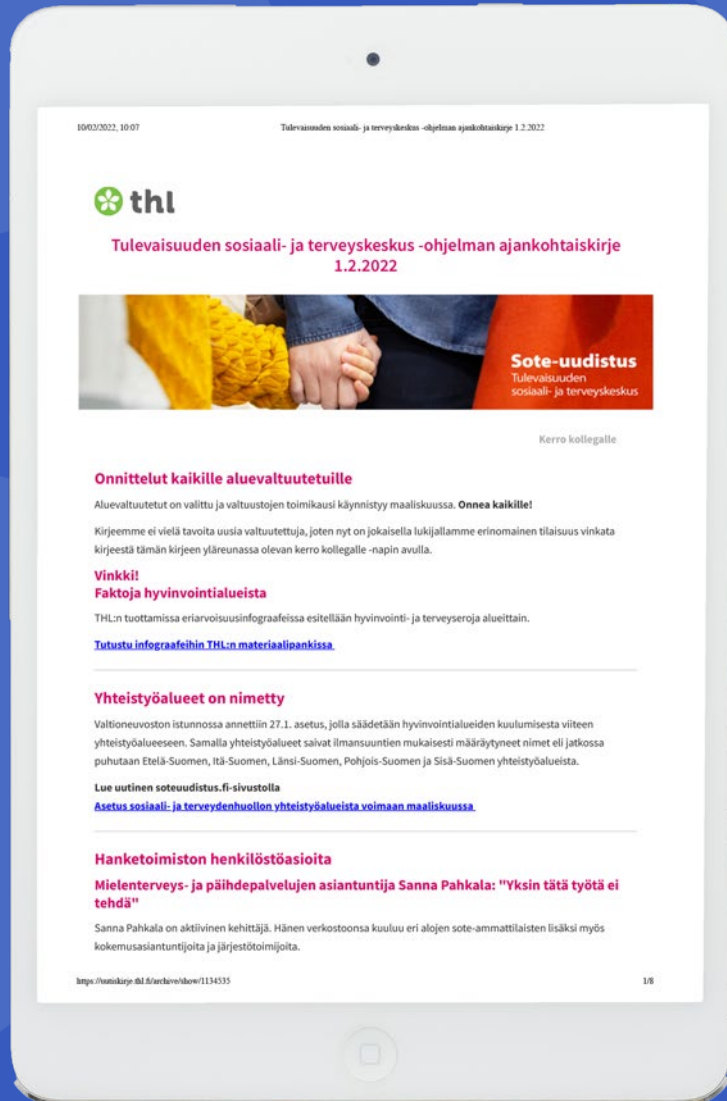 10/02/2022, 10:07
Tulevaisuuden sosiaali- ja terveyskeskus -ohjelman ajankohtaiskirje 1.2.2022
thl
Tulevaisuuden sosiaali- ja terveyskeskus -ohjelman ajankohtaiskirje
1.2.2022
Sote-uudistus
Tulevaisuuden
sosiaali- ja terveyskeskus
Kerro kollegalle
Onnittelut kaikille aluevaltuutetuille
Aluevaltuutetut on valittu ja valtuustojen toimikausi käynnistyy maaliskuussa. Onnea kaikille!
Kirjeemme ei vielä tavoita uusia valtuutettuja, joten nyt on jokaisella lukijallamme erinomainen tilaisuus vinkata
kirjeestä tämän kirjeen yläreunassa olevan kerro kollegalle -napin avulla.
Vinkki!
Faktoja hyvinvointialueista
THL:n tuottamissa eriarvoisuusinfograafeissa esitellään hyvinvointi- ja terveyseroja alueittain.
Tutustu infograafeihin THL:n materiaalipankissa
Yhteistyöalueet on nimetty
Valtioneuvoston istunnossa annettiin 27.1. asetus, jolla säädetään hyvinvointialueiden kuulumisesta viiteen
yhteistyöalueeseen. Samalla yhteistyöalueet saivat ilmansuuntien mukaisesti määräytyneet nimet eli jatkossa
puhutaan Etelä-Suomen, Itä-Suomen, Länsi-Suomen, Pohjois-Suomen ja Sisä-Suomen yhteistyöalueista.
Lue uutinen soteuudistus.fi-sivustolla
Asetus sosiaali- ja terveydenhuollon yhteistyöalueista voimaan maaliskuussa
Hanketoimiston henkilöstöasioita
Mielenterveys- ja päihdepalvelujen asiantuntija Sanna Pahkala: "Yksin tätä työtä ei
tehdä"
Sanna Pahkala on aktiivinen kehittäjä. Hänen verkostoonsa kuuluu eri alojen sote-ammattilaisten lisäksi myös
kokemusasiantuntijoita ja järjestötoimijoita.
https://uutiskirje.thl.fi/archive/show/1134535
1/8